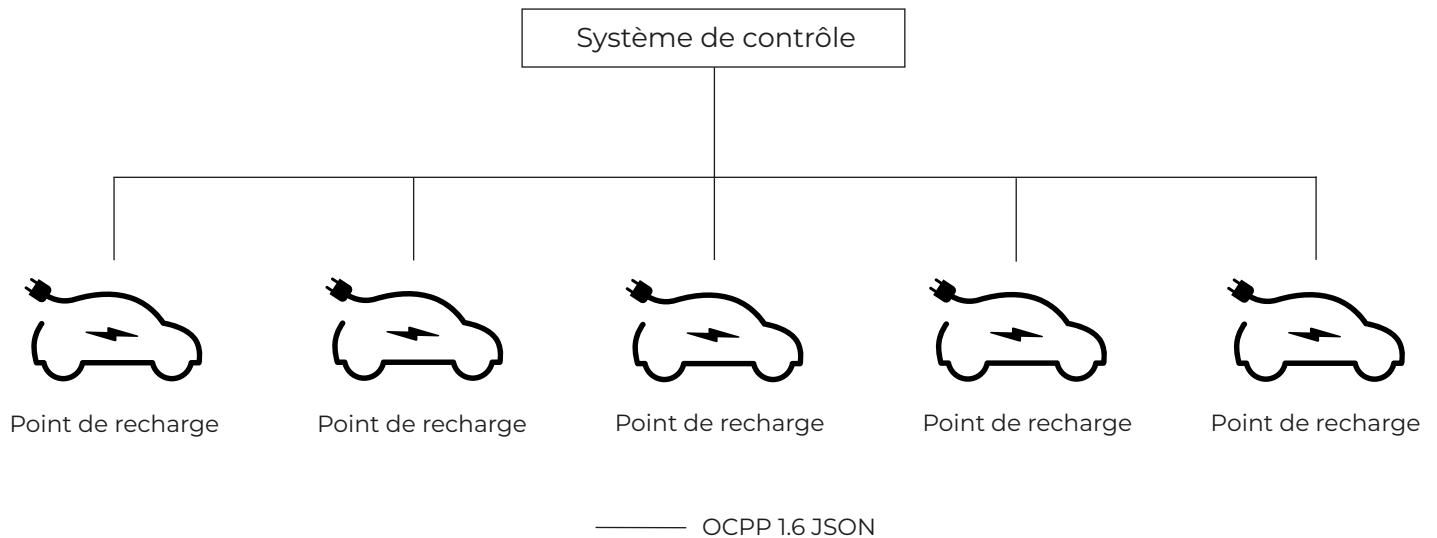 Système de contrôle
Point de recharge
Point de recharge
Point de recharge
Point de recharge
Point de recharge
OCPP 1.6 JSON